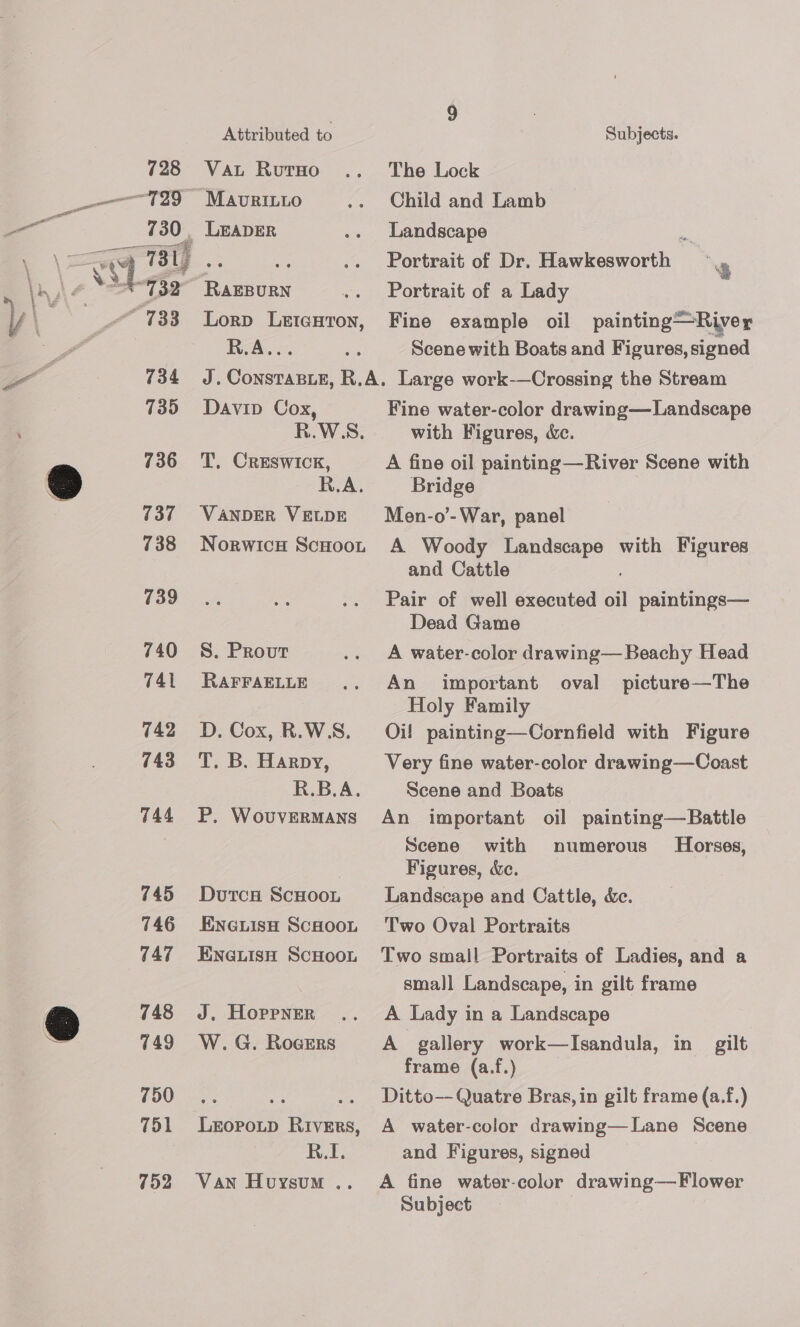 9
Attributed to Subjects.
728 VAL RUTHO .. The Lock
729 MAURILLO .. Child and Lamb
730 LEADER .. Landscape
731 .. .. .. Portrait of Dr. Hawkesworth
732 RAEBURN .. Portrait of a Lady
733 LORD LEIGHTON, Fine example oil painting—River
R.A... .. Scene with Boats and Figures, signed
734 J. CONSTABLE, R.A. Large work—Crossing the Stream
735 DAVID COX, Fine water-color drawing—Landscape
R.W.S. with Figures, &c.
736 T. CRESWICK, A fine oil painting—River Scene with
R.A. Bridge
737 VANDER VELDE Men-o'-War, panel
738 NORWICH SCHOOL A Woody Landscape with Figures
and Cattle
739 .. .. .. Pair of well executed oil paintings—
Dead Game
740 S. PROUT .. A water-color drawing—Beachy Head
741 RAFFAELLE .. An important oval picture—The
Holy Family
742 D. COX, R.W.S. Oil painting—Cornfield with Figure
743 T. B. HARDY, Very fine water-color drawing—Coast
R.B.A. Scene and Boats
744 P. WOUVERMANS An important oil painting—Battle
Scene with numerous Horses,
Figures, &c.
745 DUTCH SCHOOL Landscape and Cattle, &c.
746 ENGLISH SCHOOL Two Oval Portraits
747 ENGLISH SCHOOL Two small Portraits of Ladies, and a
small Landscape, in gilt frame
748 J. HOPPNER .. A Lady in a Landscape
749 W. G. ROGERS A gallery work—Isandula, in gilt
frame (a.f.)
750 .. .. .. Ditto—Quatre Bras, in gilt frame (a.f.)
751 LEOPOLD RIVERS, A water-color drawing—Lane Scene
R.I. and Figures, signed
752 VAN HUYSUM .. A fine water-color drawing—Flower
Subject